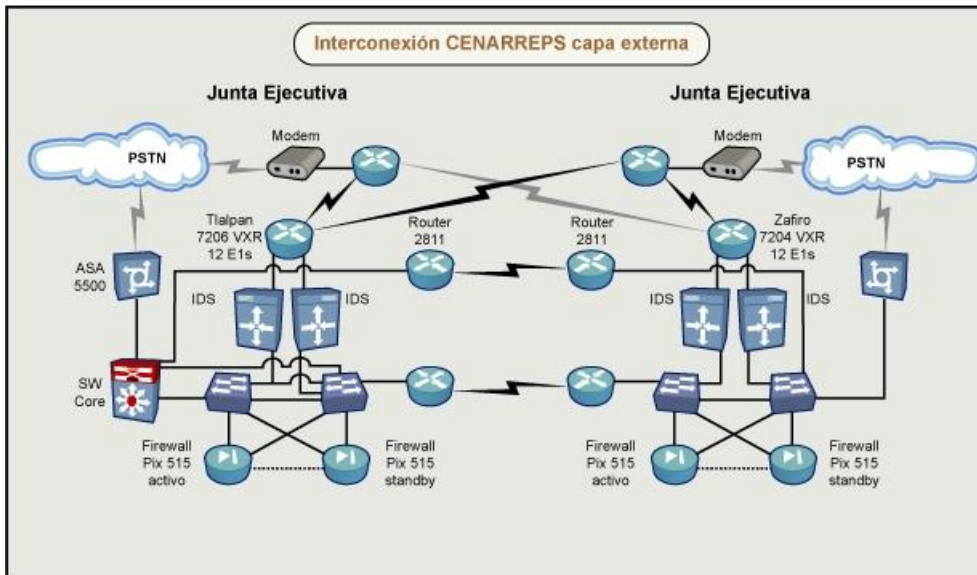 Interconexión CENARREPS capa externa
Junta Ejecutiva
Junta Ejecutiva
Modem
Modem
PSTN
PSTN
Tlalpan
7206 VXR
12 E1s
Router
2811
Router
2811
Zafiro
7204 VXR
12 E1s
ASA
5500
IDS
IDS
IDS
IDS
SW
Core
Firewall
Pix 515
activo
Firewall
Pix 515
standby
Firewall
Pix 515
activo
Firewall
Pix 515
standby